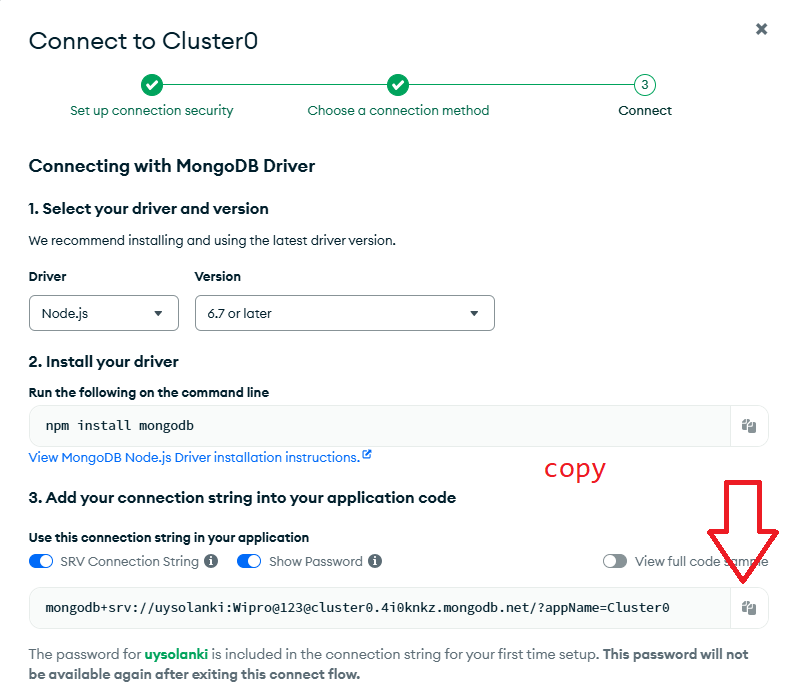 Connect to Cluster0
3
Set up connection security
Choose a connection method
Connect
Connecting with MongoDB Driver
1. Select your driver and version
We recommend installing and using the latest driver version.
Driver
Version
Node.js
6.7 or later
2. Install your driver
Run the following on the command line
npm install mongodb
View MongoDB Node.js Driver installation instructions.
copy
3. Add your connection string into your application code
Use this connection string in your application
SRV Connection String
Show Password
View full code sample
mongodb+srv://uysolanki:Wipro@123@cluster0.4i0knkz.mongodb.net/?appName=Cluster0
The password for uysolanki is included in the connection string for your first time setup. This password will not
be available again after exiting this connect flow.